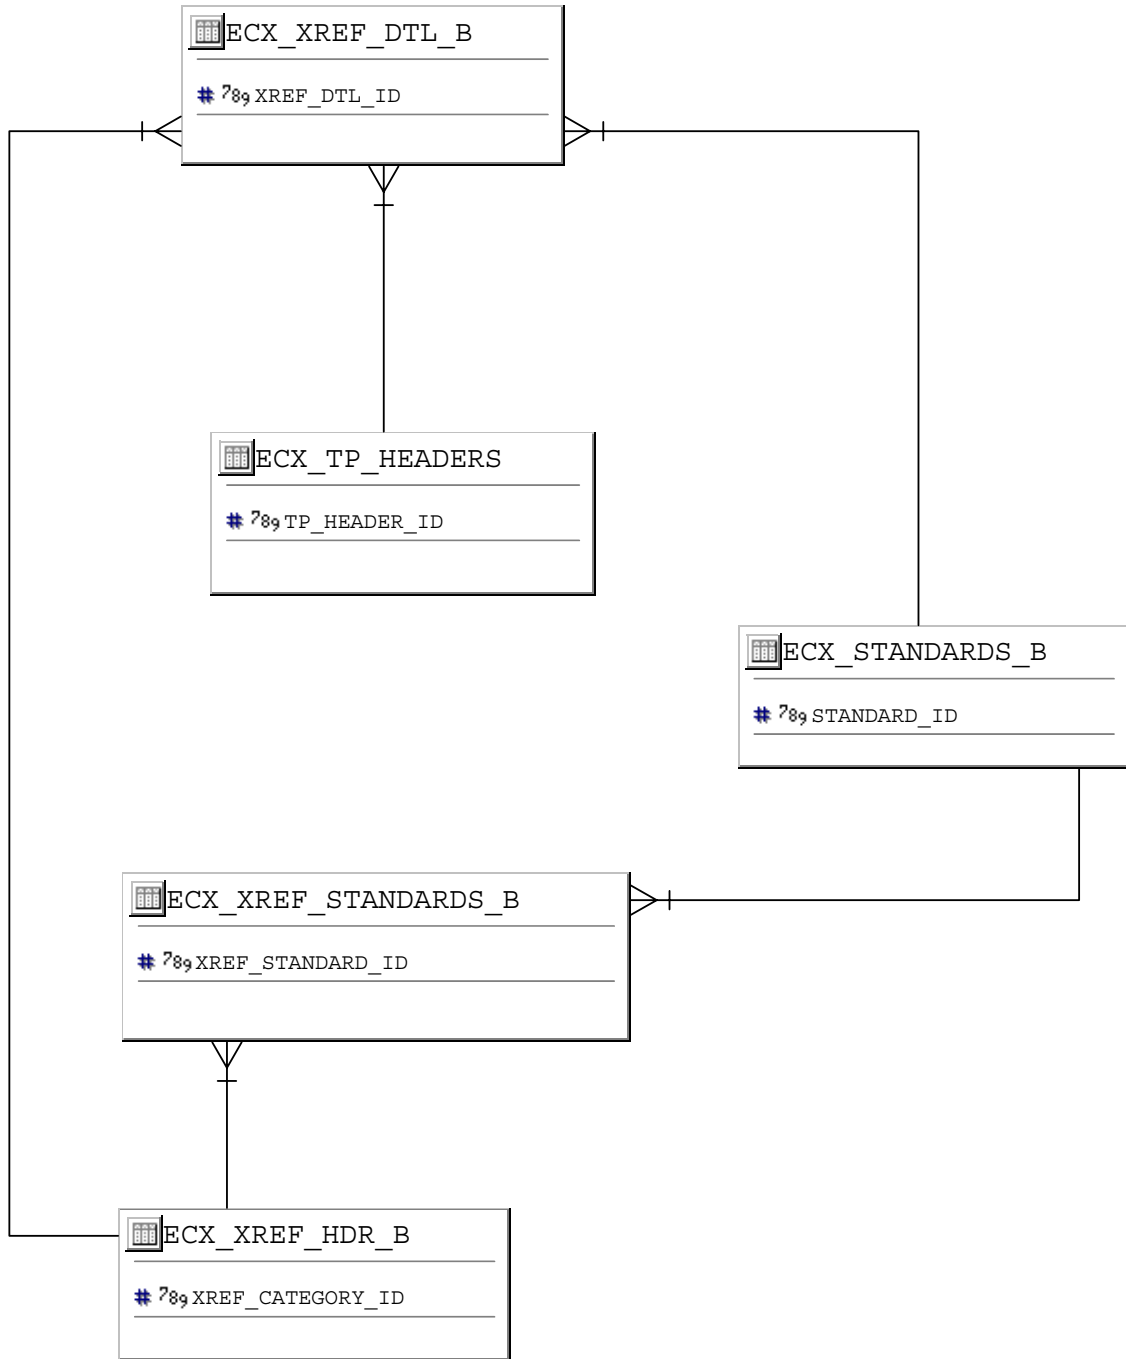 ECX_XREF_DTL_B
# 789 XREF_DTL_ID
ECX_TP_HEADERS
# 789 TP_HEADER_ID
ECX_STANDARDS_B
# 789 STANDARD_ID
ECX_XREF_STANDARDS_B
# 789 XREF_STANDARD_ID
ECX_XREF_HDR_B
# 789 XREF_CATEGORY_ID